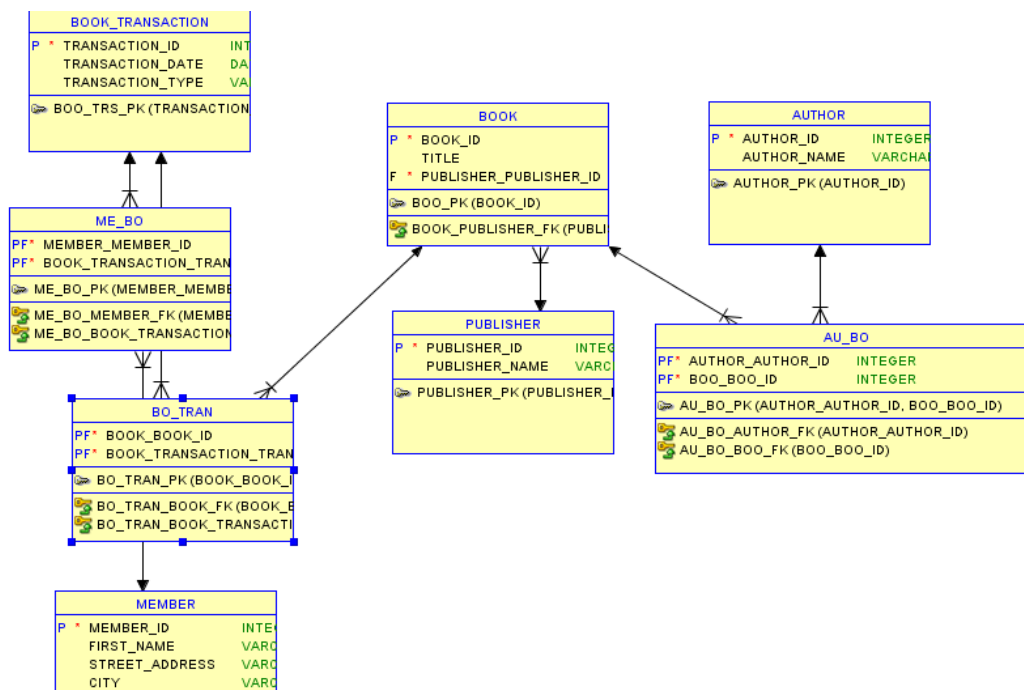 BOOK_TRANSACTION
P * TRANSACTION_ID INT
TRANSACTION_DATE DA
TRANSACTION_TYPE VA
BOO_TRS_PK (TRANSACTION
ME_BO
PF* MEMBER_MEMBER_ID
PF* BOOK_TRANSACTION_TRAN
ME_BO_PK (MEMBER_MEMBE
ME_BO_MEMBER_FK (MEMBE
ME_BO_BOOK_TRANSACTION
BO_TRAN
PF* BOOK_BOOK_ID
PF* BOOK_TRANSACTION_TRAN
BO_TRAN_PK (BOOK_BOOK_I
BO_TRAN_BOOK_FK (BOOK_B
BO_TRAN_BOOK_TRANSACTI
MEMBER
P * MEMBER_ID INTE
FIRST_NAME VARC
STREET_ADDRESS VARC
CITY VARC
BOOK
P * BOOK_ID
TITLE
F * PUBLISHER_PUBLISHER_ID
BOO_PK (BOOK_ID)
BOOK_PUBLISHER_FK (PUBLI
PUBLISHER
P * PUBLISHER_ID INTEG
PUBLISHER_NAME VARC
PUBLISHER_PK (PUBLISHER_I
AUTHOR
P * AUTHOR_ID INTEGER
AUTHOR_NAME VARCHAI
AUTHOR_PK (AUTHOR_ID)
AU_BO
PF* AUTHOR_AUTHOR_ID INTEGER
PF* BOO_BOO_ID INTEGER
AU_BO_PK (AUTHOR_AUTHOR_ID, BOO_BOO_ID)
AU_BO_AUTHOR_FK (AUTHOR_AUTHOR_ID)
AU_BO_BOO_FK (BOO_BOO_ID)